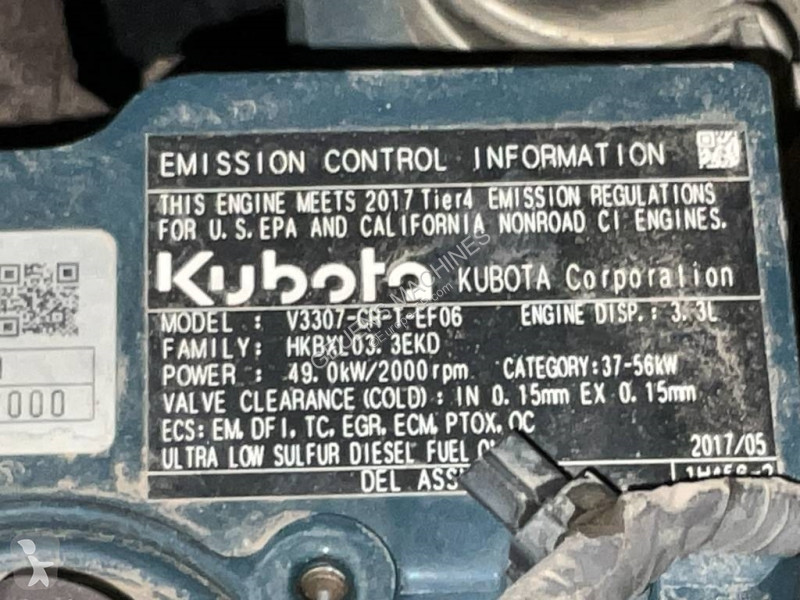 EMISSION CONTROL INFORMATION
THIS ENGINE MEETS 2017 Tier4 EMISSION REGULATIONS
FOR U.S.EPA AND CALIFORNIA NONROAD CI ENGINES.
Kubota KUBOTA Corporation
MODEL : V3307-CR-T-EF06 ENGINE DISP.: 3.3L
FAMILY: HKBXL03.3EKD
POWER : 49.0kW/2000rpm CATEGORY:37-56kW
VALVE CLEARANCE(COLD): IN 0.15mm EX 0.15mm
ECS: EM, DFI, TC, EGR, ECM, PTOX, OC
ULTRA LOW SULFUR DIESEL FUEL 2017/05
DEL
000